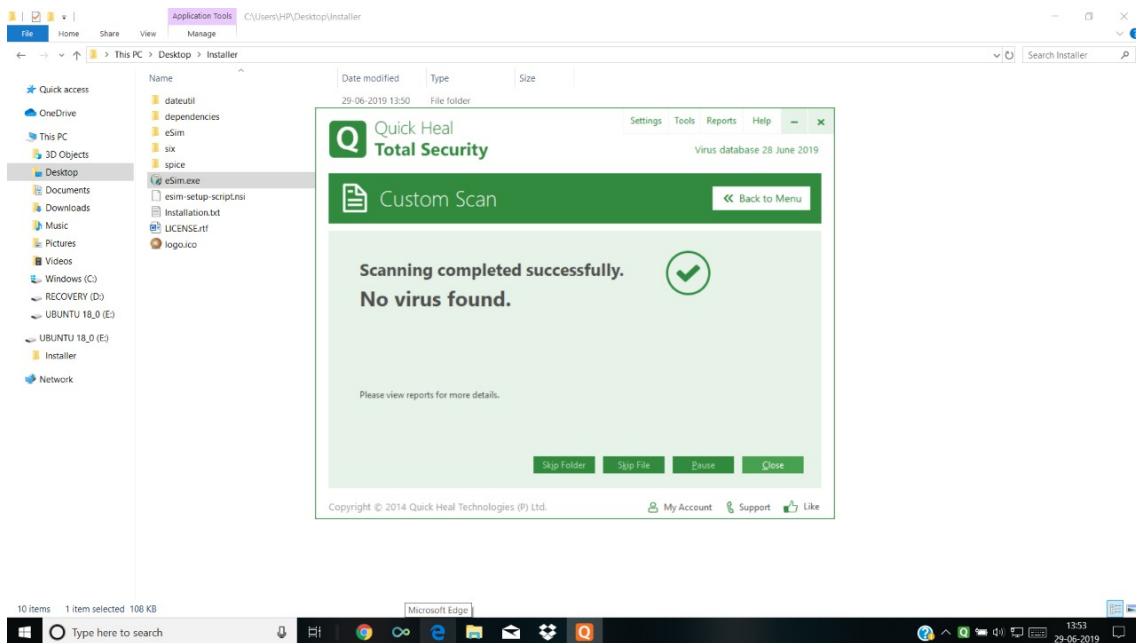 Application Tools C:\Users\HP\Desktop\Installer
File Home Share View Manage
This PC > Desktop > Installer
Search Installer
Name Date modified Type Size
Quick access
OneDrive
This PC
3D Objects
Desktop
Documents
Downloads
Music
Pictures
Videos
Windows (C:)
RECOVERY (D:)
UBUNTU 18_0 (E:)
UBUNTU 18_0 (E:)
Installer
Network
dateutil 29-06-2019 13:50 File folder
dependencies
eSim
six
spice
eSim.exe
esim-setup-script.nsi
Installation.txt
LICENSE.rtf
logo.ico
Settings Tools Reports Help
Q Quick Heal
Total Security
Virus database 28 June 2019
Custom Scan
Back to Menu
Scanning completed successfully.
No virus found.
Please view reports for more details.
Skip Folder Skip File Pause Close
Copyright © 2014 Quick Heal Technologies (P) Ltd. My Account Support Like
10 items 1 item selected 108 KB
Microsoft Edge
Type here to search
13:53
29-06-2019